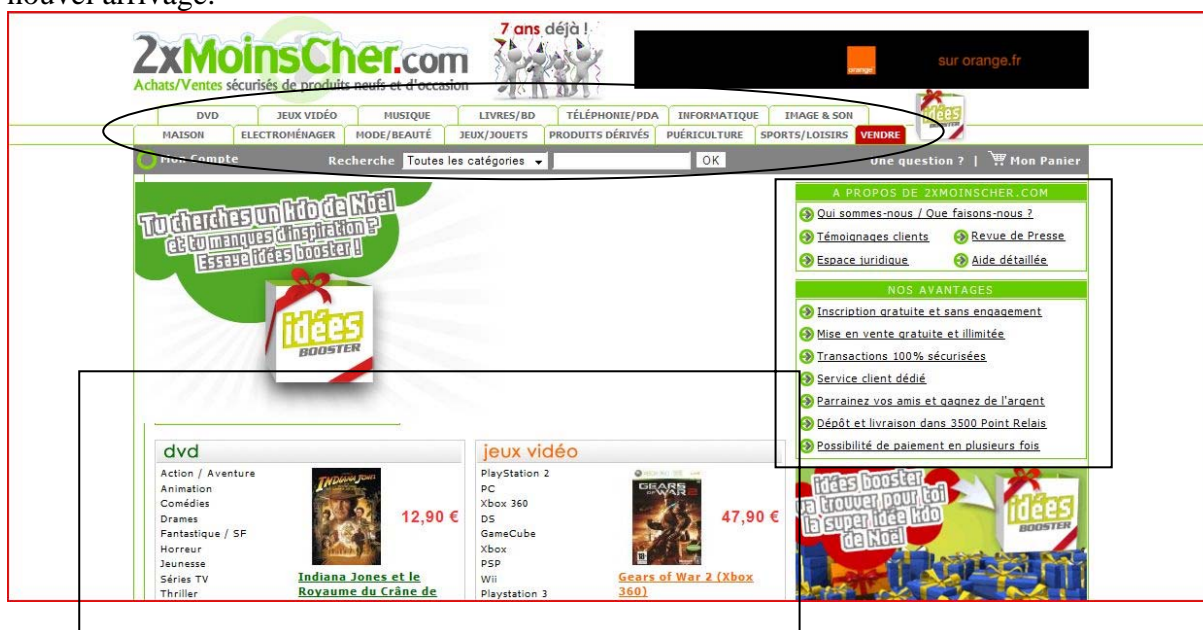 nouvel arrivage.
7 ans déjà !
2xMoinsCher.com
Achats/Ventes sécurisés de produits neufs et d'occasion
orange
sur orange.fr
DVD JEUX VIDÉO MUSIQUE LIVRES/BD TÉLÉPHONIE/PDA INFORMATIQUE IMAGE & SON
idées
BOOSTER
MAISON ELECTROMÉNAGER MODE/BEAUTÉ JEUX/JOUETS PRODUITS DÉRIVÉS PUÉRICULTURE SPORTS/LOISIRS VENDRE
Mon Compte Recherche Toutes les catégories OK Une question ? | Mon Panier
Tu cherches un kdo de Noël
et tu manques d'inspiration ?
Essaye idées booster !
idées
BOOSTER
A PROPOS DE 2XMOINSCHER.COM
Qui sommes-nous / Que faisons-nous ?
Témoignages clients Revue de Presse
Espace juridique Aide détaillée
NOS AVANTAGES
Inscription gratuite et sans engagement
Mise en vente gratuite et illimitée
Transactions 100% sécurisées
Service client dédié
Parrainez vos amis et gagnez de l'argent
Dépôt et livraison dans 3500 Point Relais
Possibilité de paiement en plusieurs fois
dvd
Action / Aventure
Animation
Comédies
Drames
Fantastique / SF
Horreur
Jeunesse
Séries TV
Thriller
INDIANA JONES
12,90 €
Indiana Jones et le
Royaume du Crâne de
jeux vidéo
PlayStation 2
PC
Xbox 360
DS
GameCube
Xbox
PSP
Wii
Playstation 3
GEARS
OF WAR 2
47,90 €
Gears of War 2 (Xbox
360)
idées booster
va trouver pour toi
la super idée kdo
de Noël
idées
BOOSTER